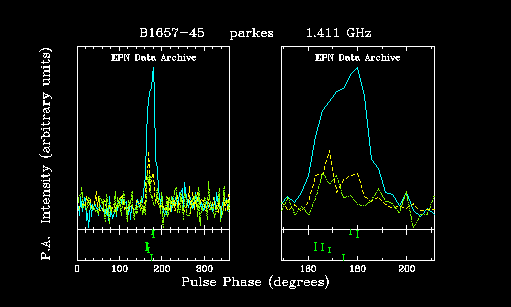 B1657-45 parkes 1.411 GHz
EPN Data Archive EPN Data Archive
P.A. Intensity (arbitrary units)
0 100 200 300 180 190 200
Pulse Phase (degrees)